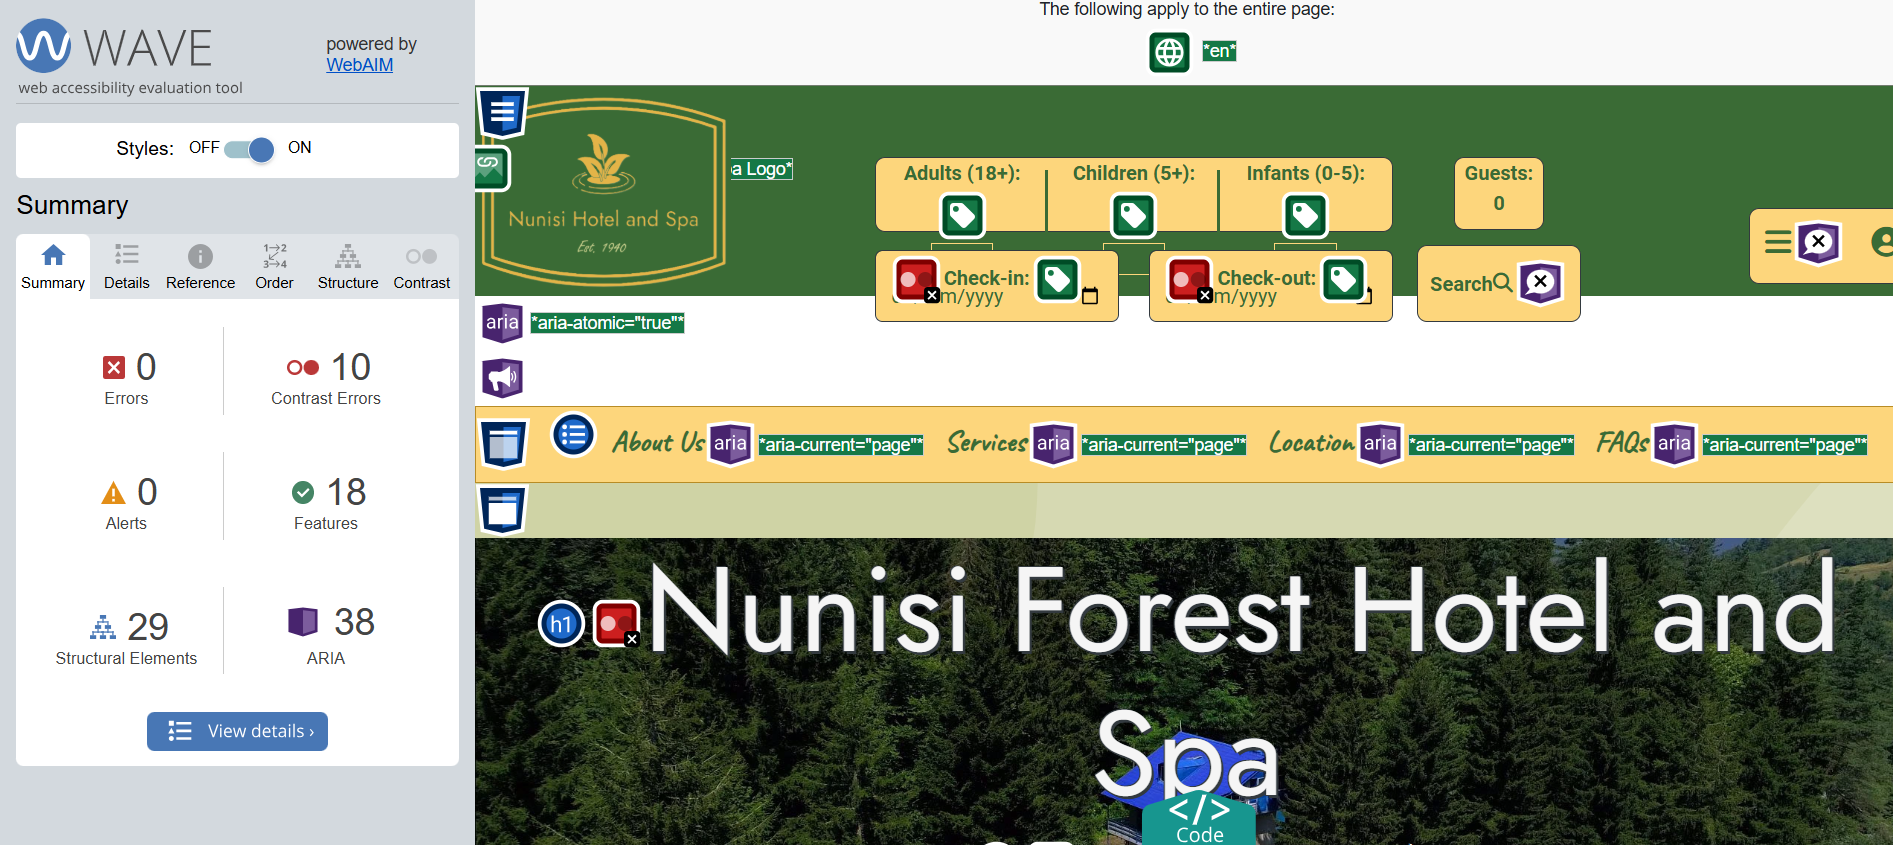 WAVE
web accessibility evaluation tool
powered by
WebAIM
Styles: OFF ON
Summary
Summary
Details
Reference
Order
Structure
Contrast
0
Errors
10
Contrast Errors
0
Alerts
18
Features
29
Structural Elements
38
ARIA
View details ›
The following apply to the entire page:
*en*
Nunisi Hotel and Spa
Est. 1940
a Logo*
Adults (18+):
Children (5+):
Infants (0-5):
Guests:
0
Check-in:
m/yyyy
Check-out:
m/yyyy
Search
aria *aria-atomic="true"*
About Us aria *aria-current="page"*
Services aria *aria-current="page"*
Location aria *aria-current="page"*
FAQs aria *aria-current="page"*
h1
Nunisi Forest Hotel and
Spa
</>
Code